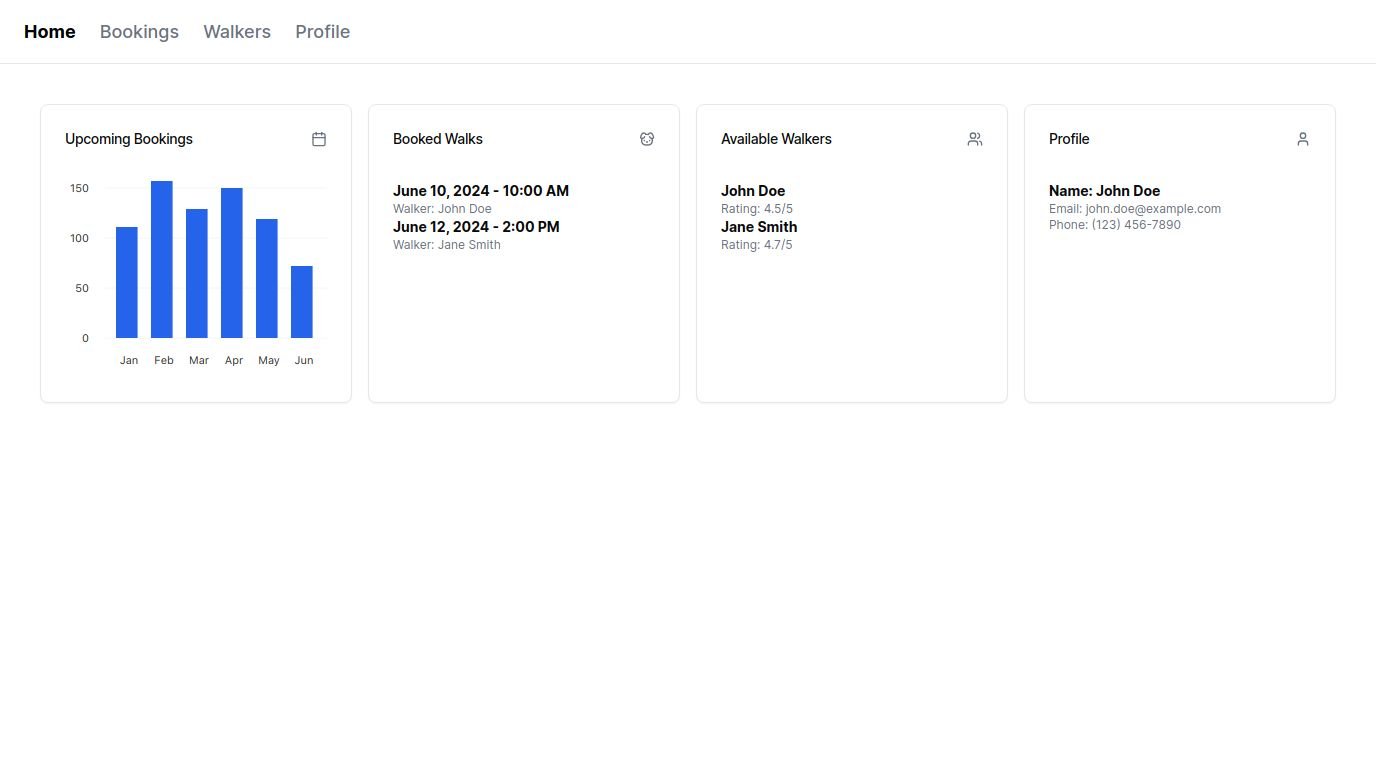 Home Bookings Walkers Profile
Upcoming Bookings
150
100
50
0
Jan Feb Mar Apr May Jun
Booked Walks
June 10, 2024 - 10:00 AM
Walker: John Doe
June 12, 2024 - 2:00 PM
Walker: Jane Smith
Available Walkers
John Doe
Rating: 4.5/5
Jane Smith
Rating: 4.7/5
Profile
Name: John Doe
Email: john.doe@example.com
Phone: (123) 456-7890